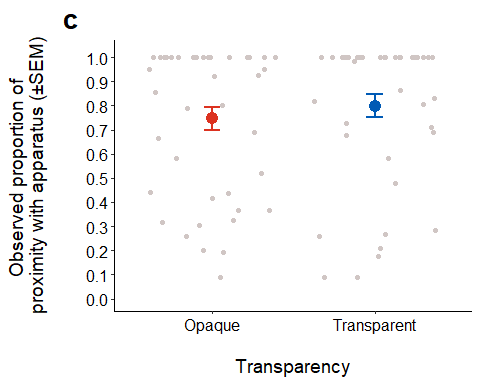 C
Observed proportion of
proximity with apparatus (±SEM)
1.0
0.9
0.8
0.7
0.6
0.5
0.4
0.3
0.2
0.1
0.0
Opaque Transparent
Transparency